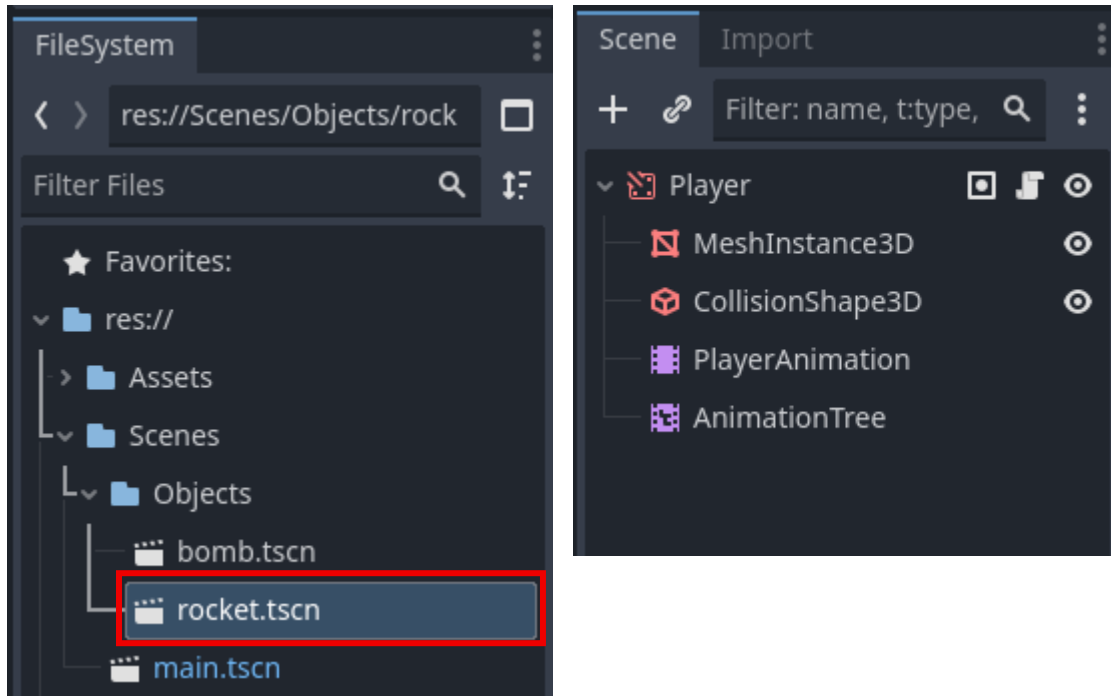 FileSystem
res://Scenes/Objects/rock
Filter Files
Favorites:
res://
Assets
Scenes
Objects
bomb.tscn
rocket.tscn
main.tscn
Scene Import
Filter: name, t:type,
Player
MeshInstance3D
CollisionShape3D
PlayerAnimation
AnimationTree